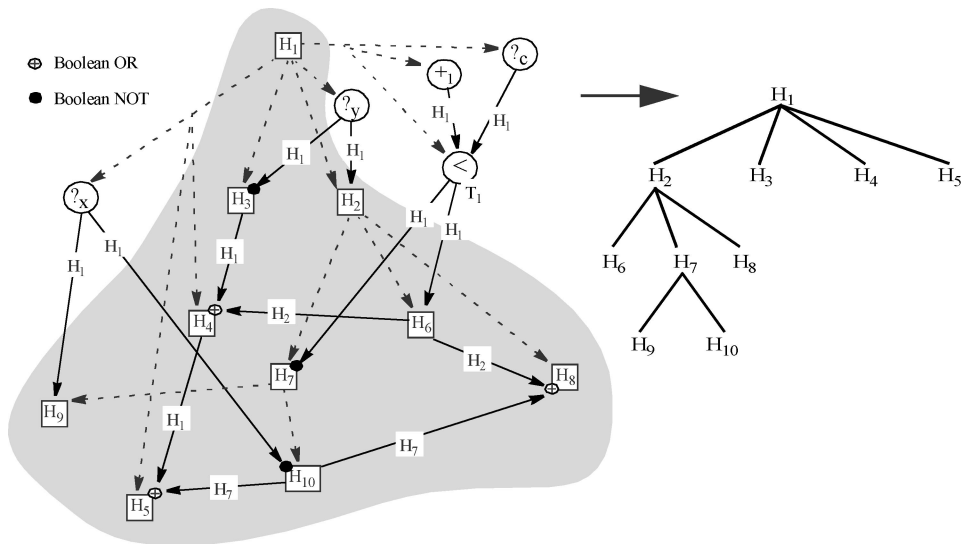 H₁
?c
+₁
⊕ Boolean OR
● Boolean NOT
?y
H₁
H₁
H₁
H₁
H₁
<
T₁
?x
H₃
H₂
H₁
H₁
H₁
H₁
H₁
H₂
H₄
H₆
H₂
H₇
H₈
H₉
H₁
H₇
H₁₀
H₇
H₅
H₁
H₂ H₃ H₄ H₅
H₆ H₇ H₈
H₉ H₁₀